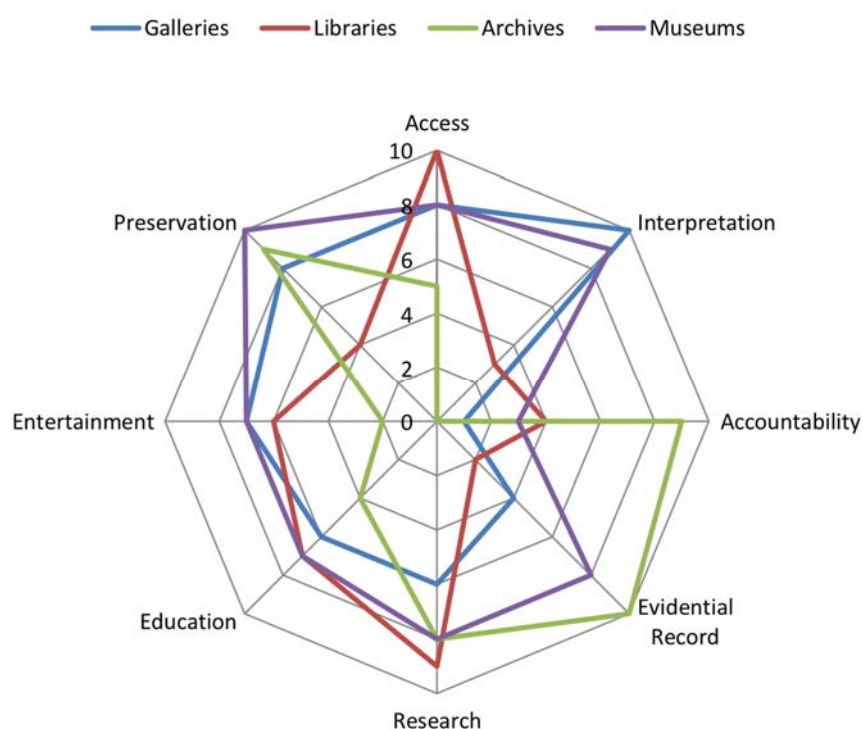 Galleries Libraries Archives Museums
Access
10
Preservation
8
Interpretation
6
4
2
Entertainment
0
Accountability
Education
Evidential
Record
Research